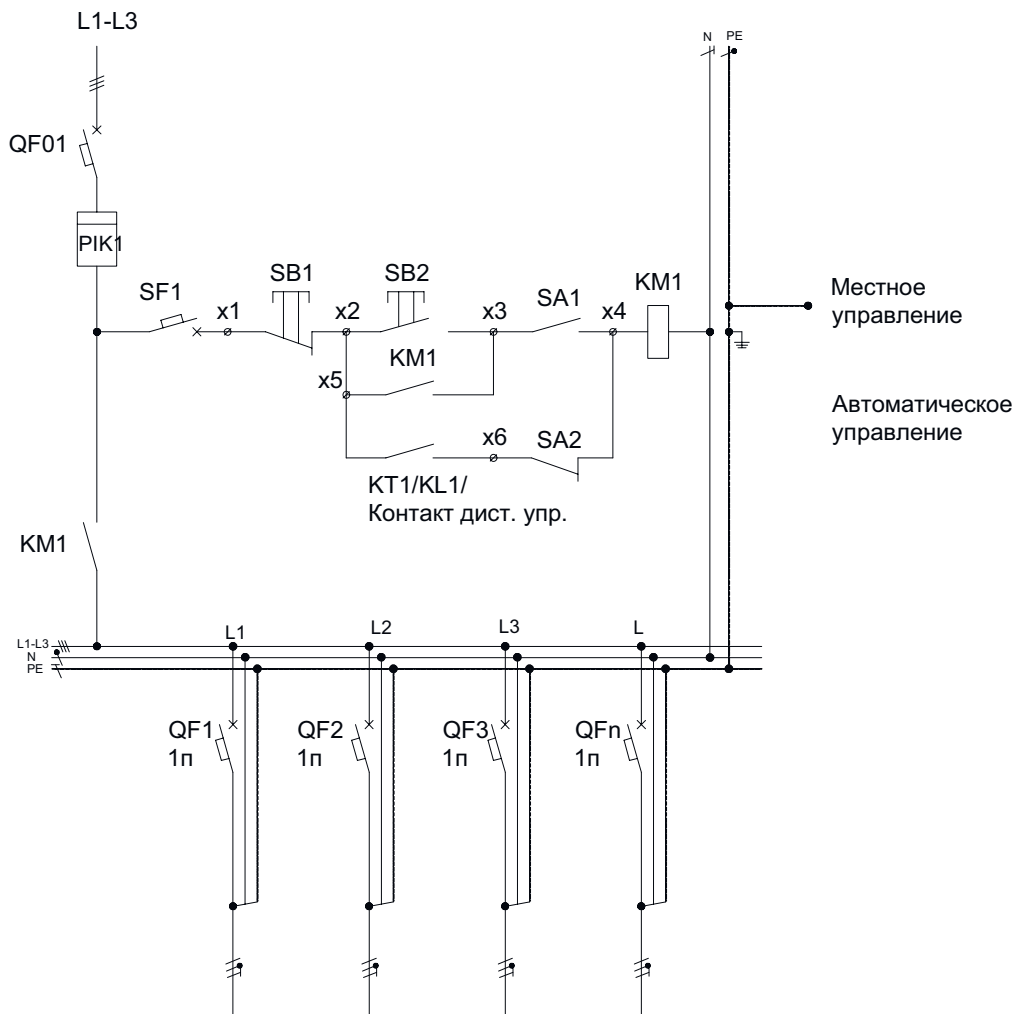 L1-L3
N PE
QF01
PIK1
SF1
x1
SB1
x2
SB2
x3
SA1
x4
KM1
Местное
управление
KM1
x5
Автоматическое
управление
x6
SA2
KT1/KL1/
Контакт дист. упр.
KM1
L1-L3
N
PE
L1
L2
L3
L
QF1
1п
QF2
1п
QF3
1п
QFn
1п